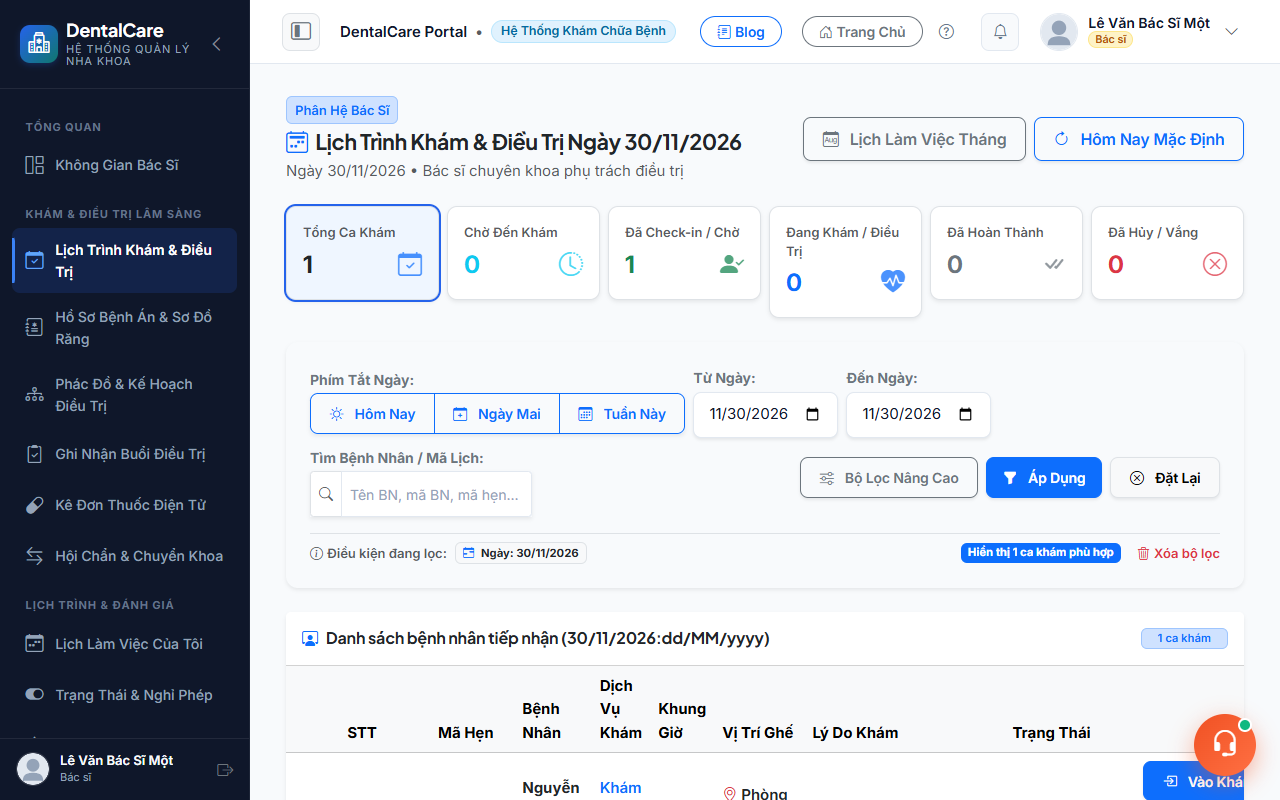 DentalCare
HỆ THỐNG QUẢN LÝ
NHA KHOA
TỔNG QUAN
Không Gian Bác Sĩ
KHÁM & ĐIỀU TRỊ LÂM SÀNG
Lịch Trình Khám & Điều
Trị
Hồ Sơ Bệnh Án & Sơ Đồ
Răng
Phác Đồ & Kế Hoạch
Điều Trị
Ghi Nhận Buổi Điều Trị
Kê Đơn Thuốc Điện Tử
Hội Chẩn & Chuyển Khoa
LỊCH TRÌNH & ĐÁNH GIÁ
Lịch Làm Việc Của Tôi
Trạng Thái & Nghỉ Phép
Lê Văn Bác Sĩ Một
Bác sĩ
DentalCare Portal • Hệ Thống Khám Chữa Bệnh
Blog
Trang Chủ
Lê Văn Bác Sĩ Một
Bác sĩ
Phân Hệ Bác Sĩ
Lịch Trình Khám & Điều Trị Ngày 30/11/2026
Ngày 30/11/2026 • Bác sĩ chuyên khoa phụ trách điều trị
Aug
Lịch Làm Việc Tháng
Hôm Nay Mặc Định
Tổng Ca Khám
1
Chờ Đến Khám
0
Đã Check-in / Chờ
1
Đang Khám / Điều
Trị
0
Đã Hoàn Thành
0
Đã Hủy / Vắng
0
Phím Tắt Ngày:
Hôm Nay
Ngày Mai
Tuần Này
Từ Ngày:
11/30/2026
Đến Ngày:
11/30/2026
Tìm Bệnh Nhân / Mã Lịch:
Tên BN, mã BN, mã hẹn...
Bộ Lọc Nâng Cao
Áp Dụng
Đặt Lại
Điều kiện đang lọc:
Ngày: 30/11/2026
Hiển thị 1 ca khám phù hợp
Xóa bộ lọc
Danh sách bệnh nhân tiếp nhận (30/11/2026:dd/MM/yyyy)
1 ca khám
STT
Mã Hẹn
Bệnh
Nhân
Dịch
Vụ
Khám
Khung
Giờ
Vị Trí Ghế
Lý Do Khám
Trạng Thái
Nguyễn
Khám
Phòng
Vào Khá